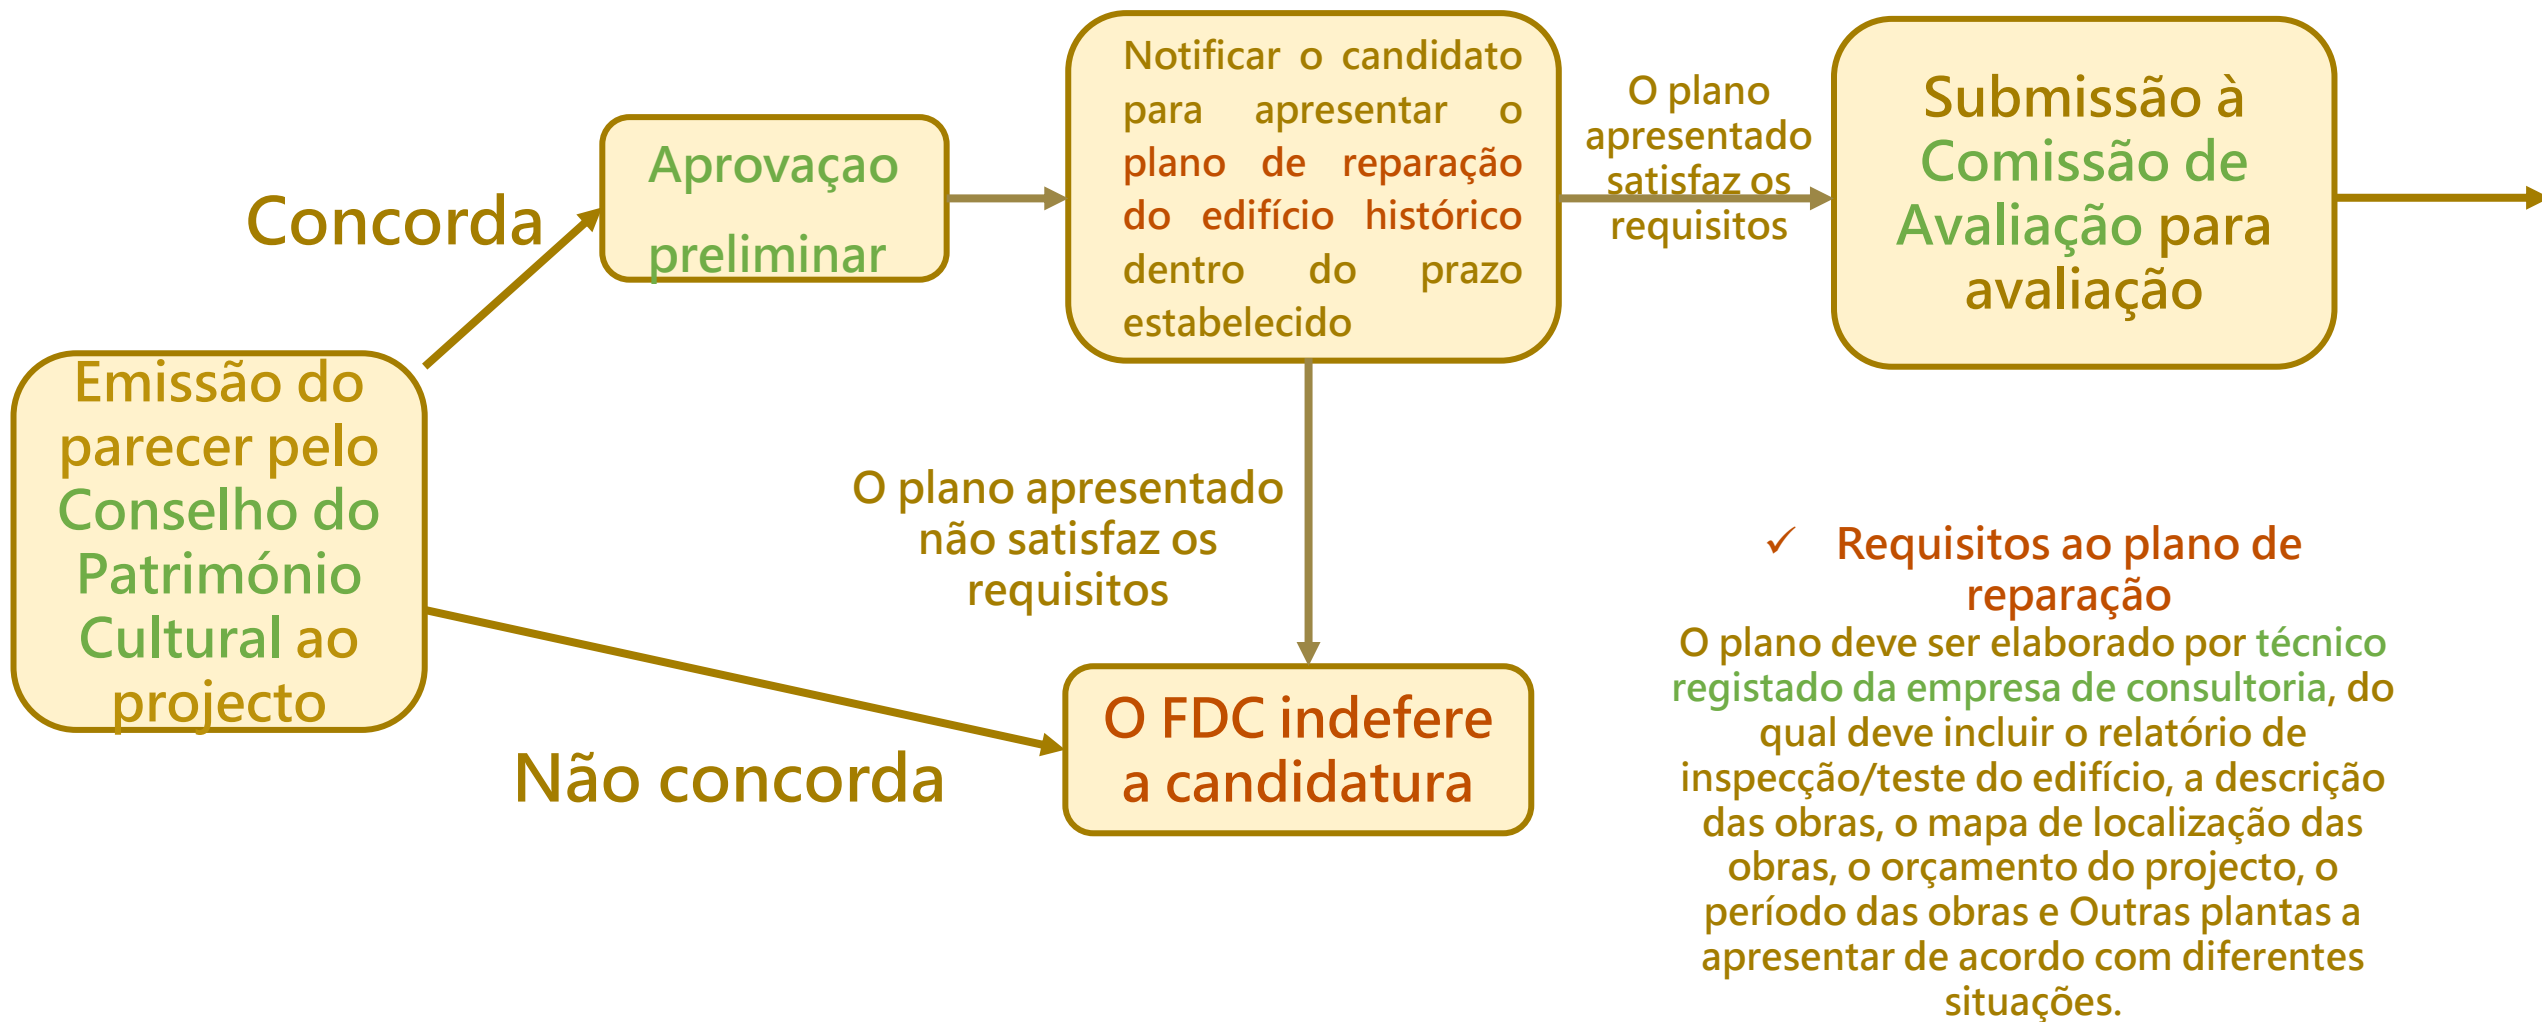 Emissão do
parecer pelo
Conselho do
Património
Cultural ao
projecto
Concorda
Não concorda
Aprovaçao
preliminar
Notificar o candidato
para apresentar o
plano de reparação
do edifício histórico
dentro do prazo
estabelecido
O plano
apresentado
satisfaz os
requisitos
Submissão à
Comissão de
Avaliação para
avaliação
O plano apresentado
não satisfaz os
requisitos
O FDC indefere
a candidatura
✓ Requisitos ao plano de
reparação
O plano deve ser elaborado por técnico
registado da empresa de consultoria, do
qual deve incluir o relatório de
inspecção/teste do edifício, a descrição
das obras, o mapa de localização das
obras, o orçamento do projecto, o
período das obras e Outras plantas a
apresentar de acordo com diferentes
situações.